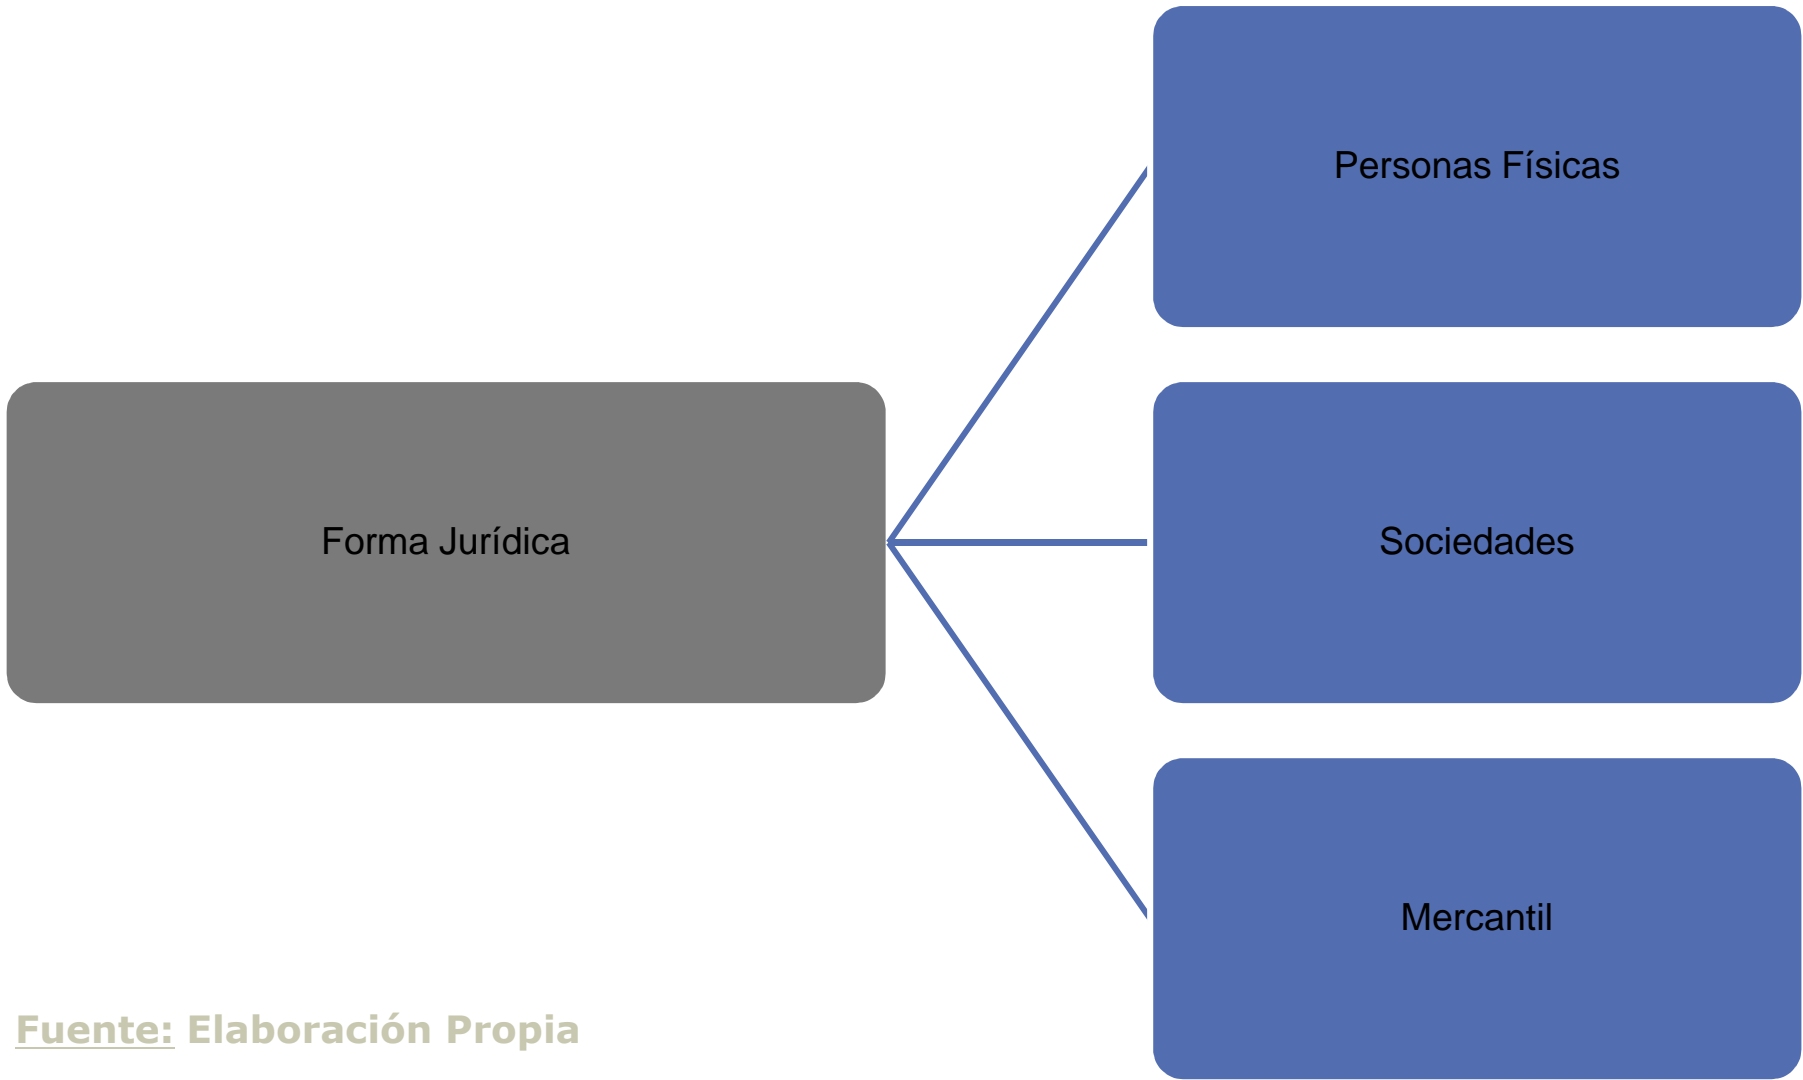 Personas Físicas
Forma Jurídica
Sociedades
Mercantil
Fuente: Elaboración Propia